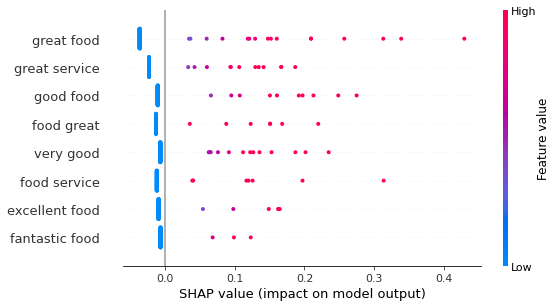 High
great food
great service
good food
food great
very good
food service
excellent food
fantastic food
Feature value
Low
0.0 0.1 0.2 0.3 0.4
SHAP value (impact on model output)